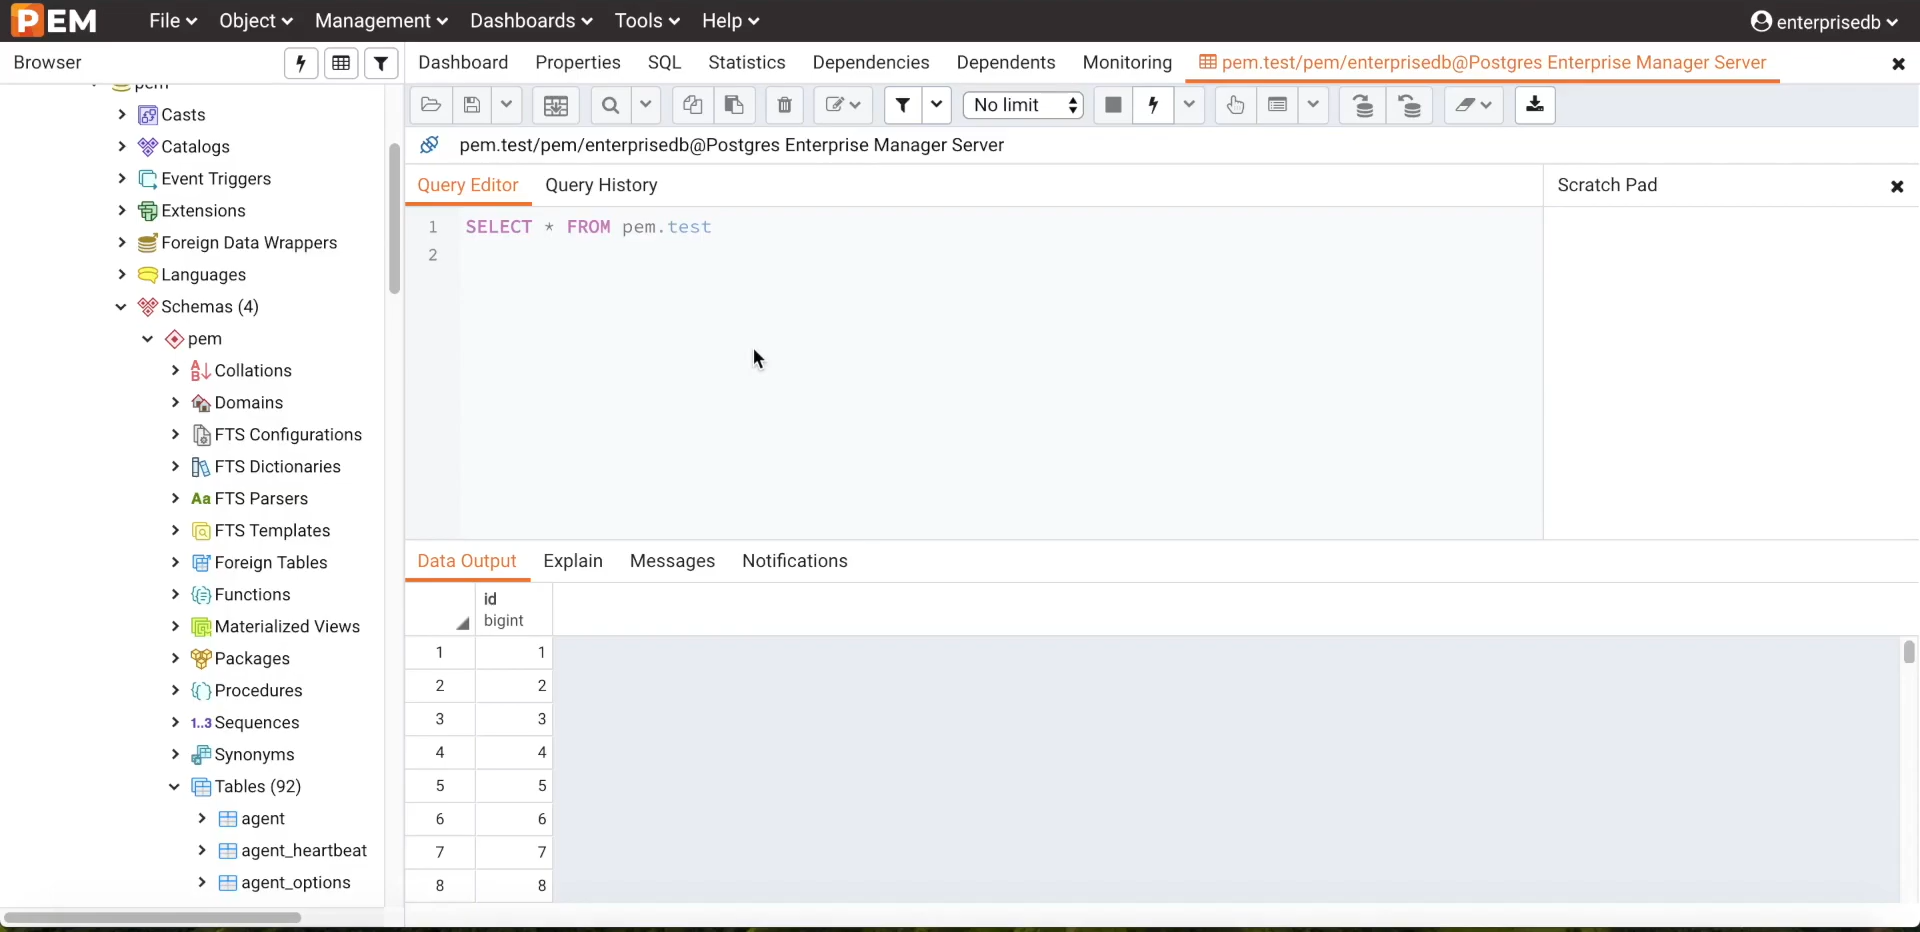 PEM File Object Management Dashboards Tools Help enterprisedb
Browser
Dashboard Properties SQL Statistics Dependencies Dependents Monitoring pem.test/pem/enterprisedb@Postgres Enterprise Manager Server
pem
Casts
Catalogs
Event Triggers
Extensions
Foreign Data Wrappers
Languages
Schemas (4)
pem
Collations
Domains
FTS Configurations
FTS Dictionaries
Aa FTS Parsers
FTS Templates
Foreign Tables
Functions
Materialized Views
Packages
Procedures
1..3 Sequences
Synonyms
Tables (92)
agent
agent_heartbeat
agent_options
No limit
pem.test/pem/enterprisedb@Postgres Enterprise Manager Server
Query Editor Query History
Scratch Pad
1 SELECT * FROM pem.test
2
Data Output Explain Messages Notifications
id
bigint
1 1
2 2
3 3
4 4
5 5
6 6
7 7
8 8